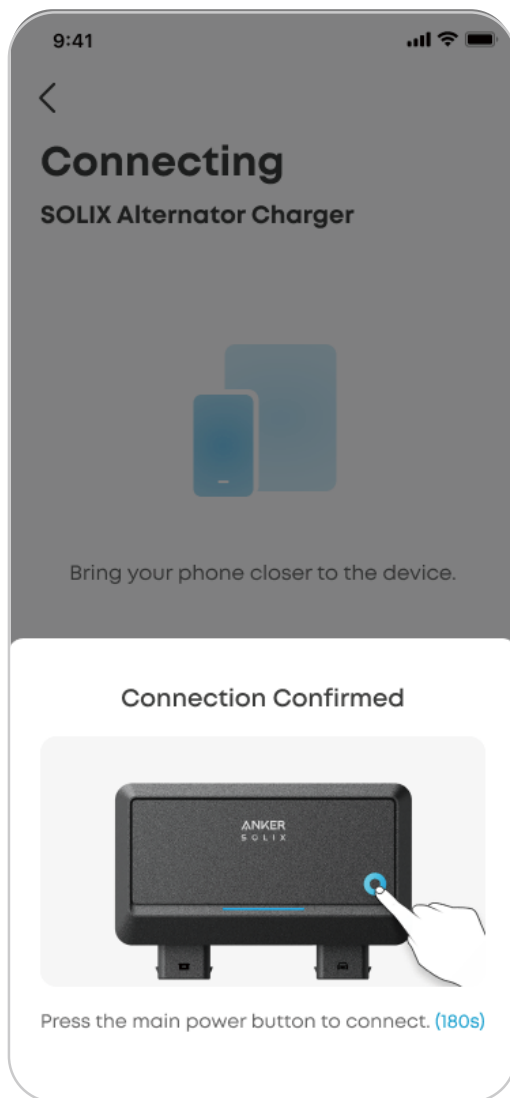 9:41
Connecting
SOLIX Alternator Charger
Bring your phone closer to the device.
Connection Confirmed
ANKER
SOLIX
Press the main power button to connect. (180s)